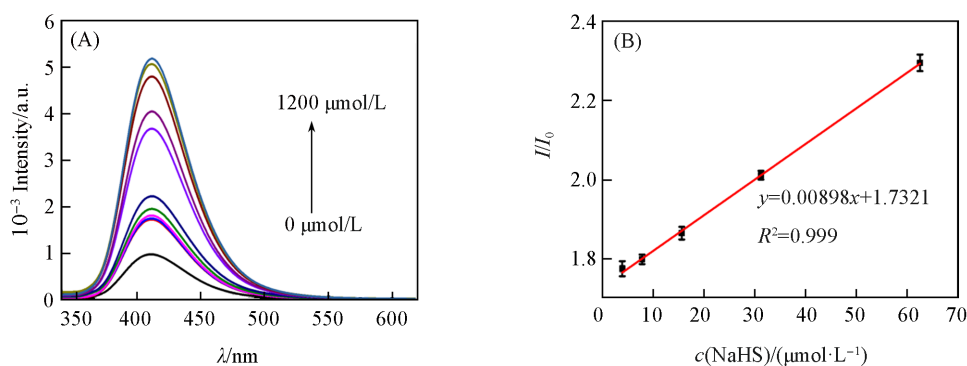 (A)
6
5
4
3
2
1
0
10⁻³ Intensity/a.u.
1200 μmol/L
0 μmol/L
350 400 450 500 550 600
λ/nm
(B)
2.4
2.2
2.0
1.8
I/I₀
y=0.00898x+1.7321
R²=0.999
0 10 20 30 40 50 60 70
c(NaHS)/(μmol·L⁻¹)